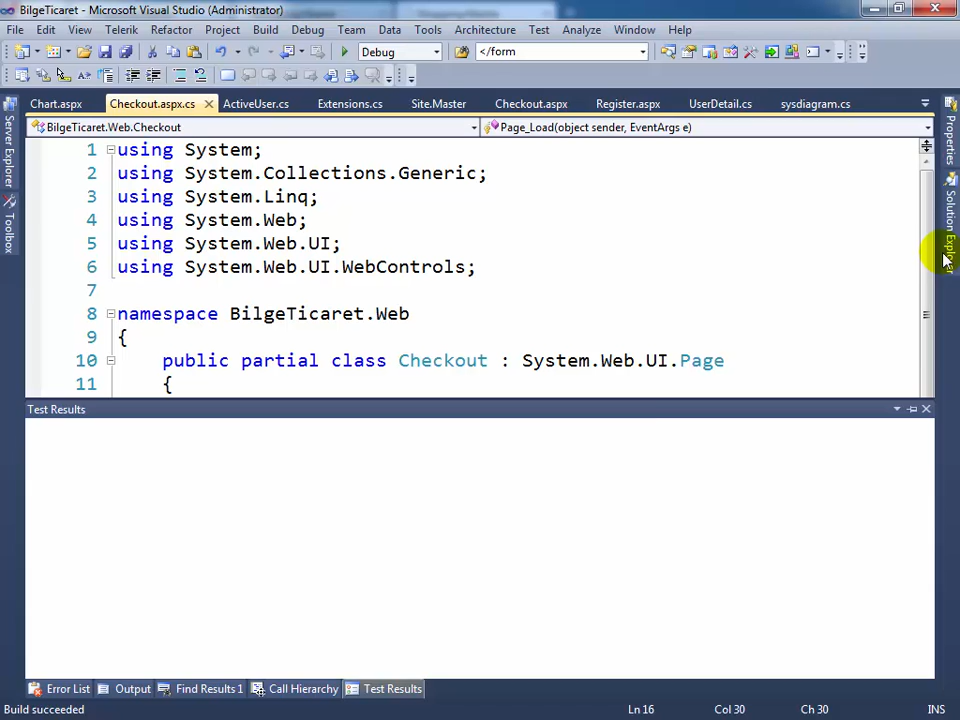 BilgeTicaret - Microsoft Visual Studio (Administrator)
File Edit View Telerik Refactor Project Build Debug Team Data Tools Architecture Test Analyze Window Help
Debug </form
Chart.aspx Checkout.aspx.cs ActiveUser.cs Extensions.cs Site.Master Checkout.aspx Register.aspx UserDetail.cs sysdiagram.cs
BilgeTicaret.Web.Checkout Page_Load(object sender, EventArgs e)
Server Explorer
Toolbox
1 using System;
2 using System.Collections.Generic;
3 using System.Linq;
4 using System.Web;
5 using System.Web.UI;
6 using System.Web.UI.WebControls;
7
8 namespace BilgeTicaret.Web
9 {
10 public partial class Checkout : System.Web.UI.Page
11 {
Properties
Solution Explorer
Test Results
Error List Output Find Results 1 Call Hierarchy Test Results
Build succeeded Ln 16 Col 30 Ch 30 INS